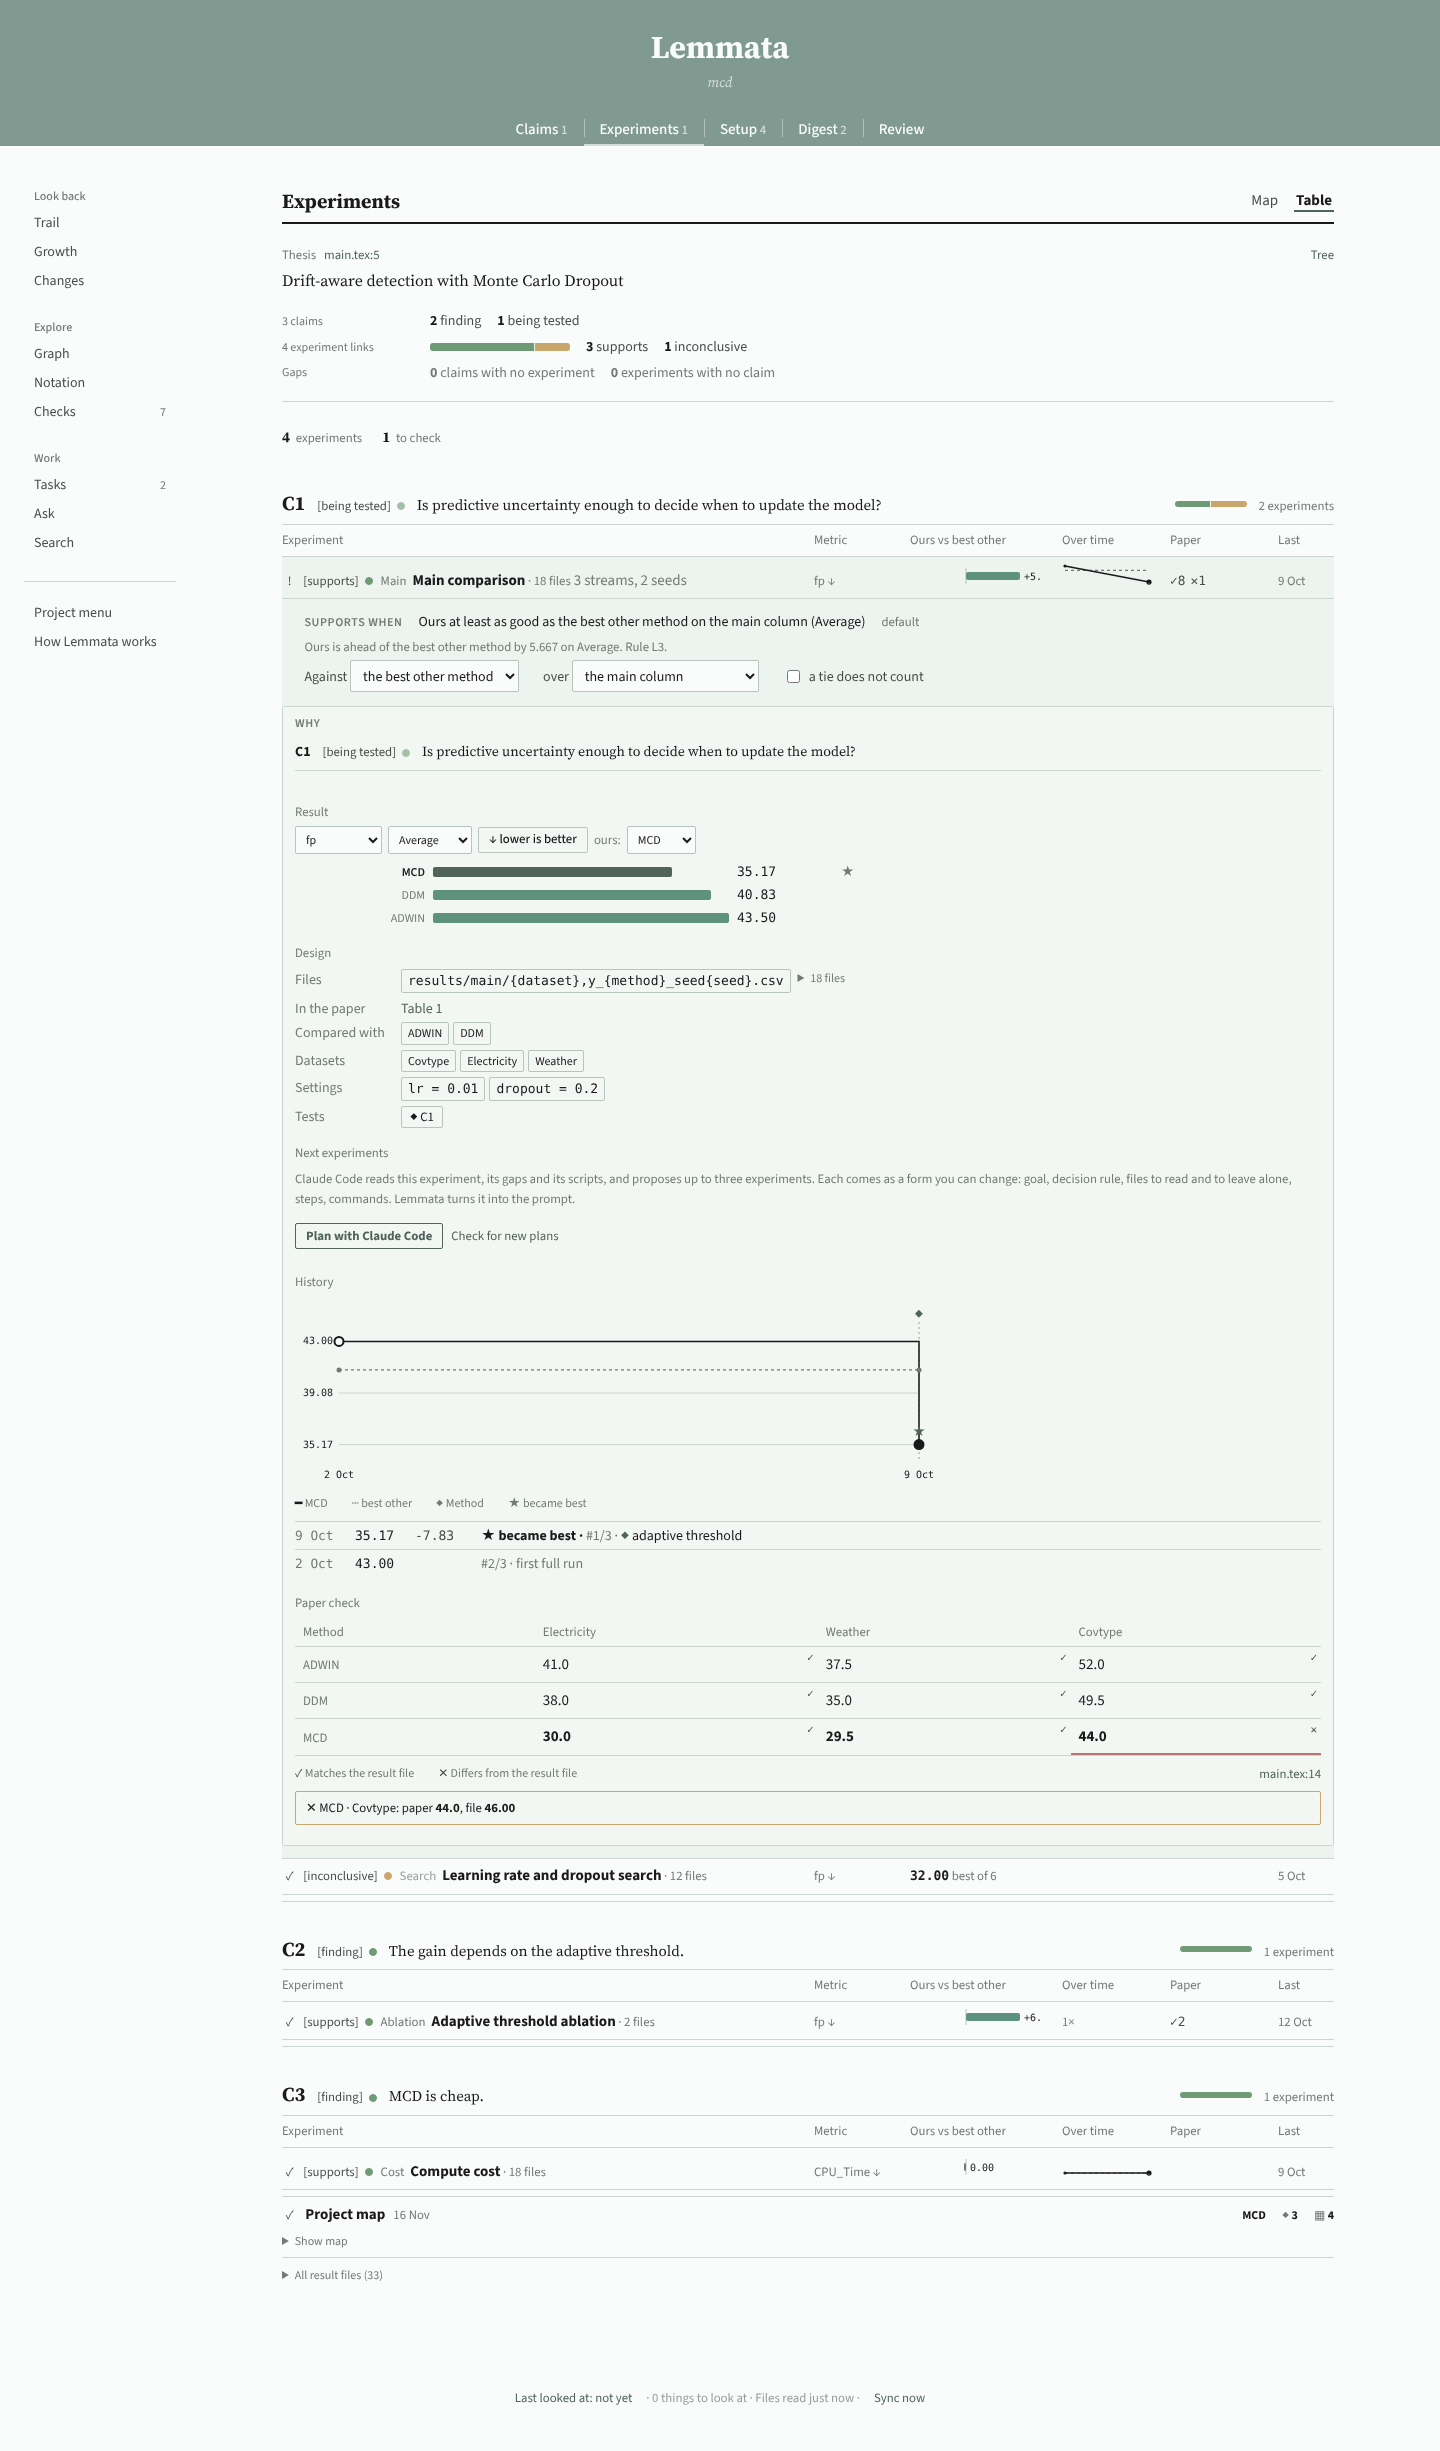 Lemmata
mcd
Claims 1 Experiments 1 Setup 4 Digest 2 Review
Look back
Trail
Growth
Changes
Explore
Graph
Notation
Checks 7
Work
Tasks 2
Ask
Search
Project menu
How Lemmata works
Experiments Map Table
Thesis main.tex:5 Tree
Drift-aware detection with Monte Carlo Dropout
3 claims 2 finding 1 being tested
4 experiment links 3 supports 1 inconclusive
Gaps 0 claims with no experiment 0 experiments with no claim
4 experiments 1 to check
C1 [being tested] Is predictive uncertainty enough to decide when to update the model? 2 experiments
Experiment Metric Ours vs best other Over time Paper Last
! [supports] Main Main comparison · 18 files 3 streams, 2 seeds fp ↓ +5. ✓8 ×1 9 Oct
SUPPORTS WHEN Ours at least as good as the best other method on the main column (Average) default
Ours is ahead of the best other method by 5.667 on Average. Rule L3.
Against the best other method over the main column a tie does not count
WHY
C1 [being tested] Is predictive uncertainty enough to decide when to update the model?
Result
fp Average ↓ lower is better ours: MCD
MCD 35.17 ★
DDM 40.83
ADWIN 43.50
Design
Files results/main/{dataset},y_{method}_seed{seed}.csv ▶ 18 files
In the paper Table 1
Compared with ADWIN DDM
Datasets Covtype Electricity Weather
Settings lr = 0.01 dropout = 0.2
Tests ◆ C1
Next experiments
Claude Code reads this experiment, its gaps and its scripts, and proposes up to three experiments. Each comes as a form you can change: goal, decision rule, files to read and to leave alone,
steps, commands. Lemmata turns it into the prompt.
Plan with Claude Code Check for new plans
History
43.00
39.08
35.17
2 Oct 9 Oct
MCD best other ◆ Method ★ became best
9 Oct 35.17 -7.83 ★ became best · #1/3 · ◆ adaptive threshold
2 Oct 43.00 #2/3 · first full run
Paper check
Method Electricity Weather Covtype
ADWIN 41.0 ✓ 37.5 ✓ 52.0 ✓
DDM 38.0 ✓ 35.0 ✓ 49.5 ✓
MCD 30.0 ✓ 29.5 ✓ 44.0 ×
✓ Matches the result file ✕ Differs from the result file main.tex:14
✕ MCD · Covtype: paper 44.0, file 46.00
✓ [inconclusive] Search Learning rate and dropout search · 12 files fp ↓ 32.00 best of 6 5 Oct
C2 [finding] The gain depends on the adaptive threshold. 1 experiment
Experiment Metric Ours vs best other Over time Paper Last
✓ [supports] Ablation Adaptive threshold ablation · 2 files fp ↓ +6. 1× ✓2 12 Oct
C3 [finding] MCD is cheap. 1 experiment
Experiment Metric Ours vs best other Over time Paper Last
✓ [supports] Cost Compute cost · 18 files CPU_Time ↓ 0.00 9 Oct
✓ Project map 16 Nov MCD ◆ 3 ▦ 4
▶ Show map
▶ All result files (33)
Last looked at: not yet · 0 things to look at · Files read just now · Sync now